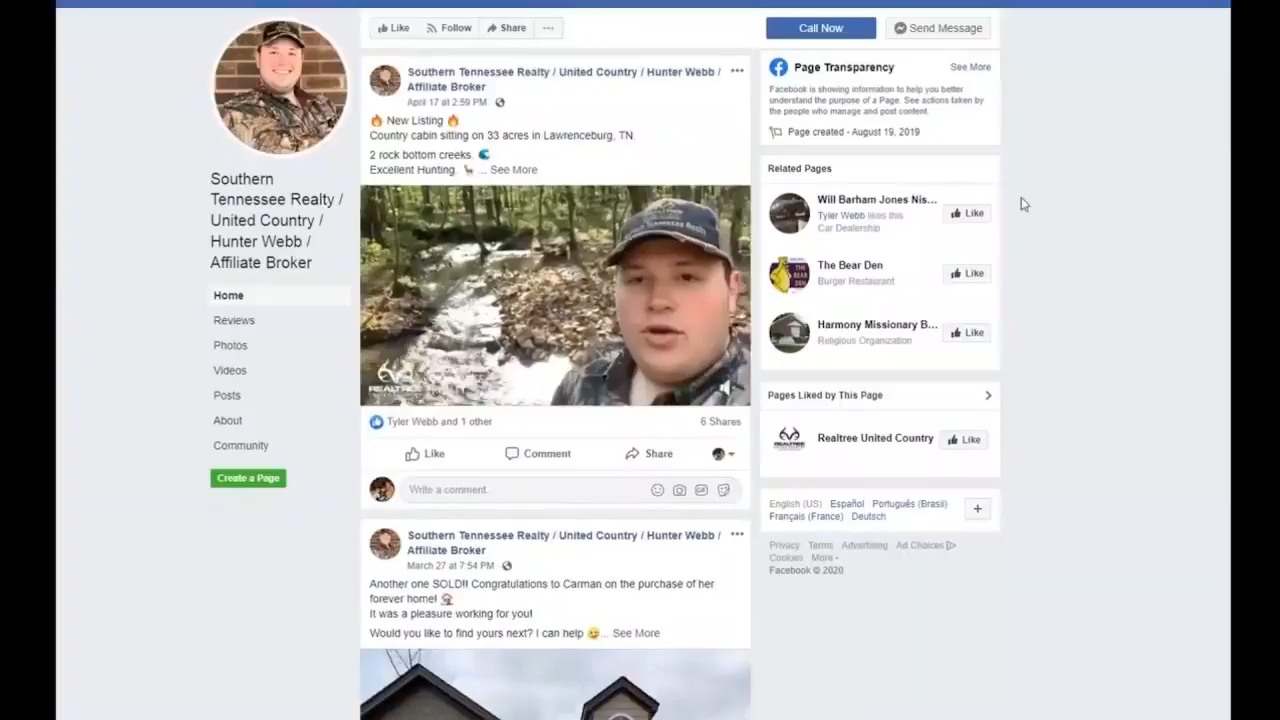 Like
Follow
Share
Call Now
Send Message
Southern
Tennessee Realty /
United Country /
Hunter Webb /
Affiliate Broker
Home
Reviews
Photos
Videos
Posts
About
Community
Create a Page
Southern Tennessee Realty / United Country / Hunter Webb /
Affiliate Broker
April 17 at 2:59 PM
🔥 New Listing 🔥
Country cabin sitting on 33 acres in Lawrenceburg, TN.
2 rock bottom creeks. 🌊
Excellent Hunting. 🦌 ... See More
REALTREE
Southern Tennessee Realty
REALTREE
Tyler Webb and 1 other
6 Shares
Like
Comment
Share
Write a comment
Southern Tennessee Realty / United Country / Hunter Webb /
Affiliate Broker
March 27 at 7:54 PM
Another one SOLD!! Congratulations to Carman on the purchase of her
forever home! 🏠
It was a pleasure working for you!
Would you like to find yours next? I can help 😜... See More
Page Transparency
See More
Facebook is showing information to help you better
understand the purpose of a Page. See actions taken by
the people who manage and post content.
Page created - August 19, 2019
Related Pages
Will Barham Jones Nis...
Tyler Webb likes this
Car Dealership
Like
THE
BEAR
DEN
The Bear Den
Burger Restaurant
Like
Harmony Missionary B...
Religious Organization
Like
Pages Liked by This Page
REALTREE
Realtree United Country
Like
English (US) Español Português (Brasil)
Français (France) Deutsch
Privacy Terms Advertising Ad Choices
Cookies More
Facebook © 2020